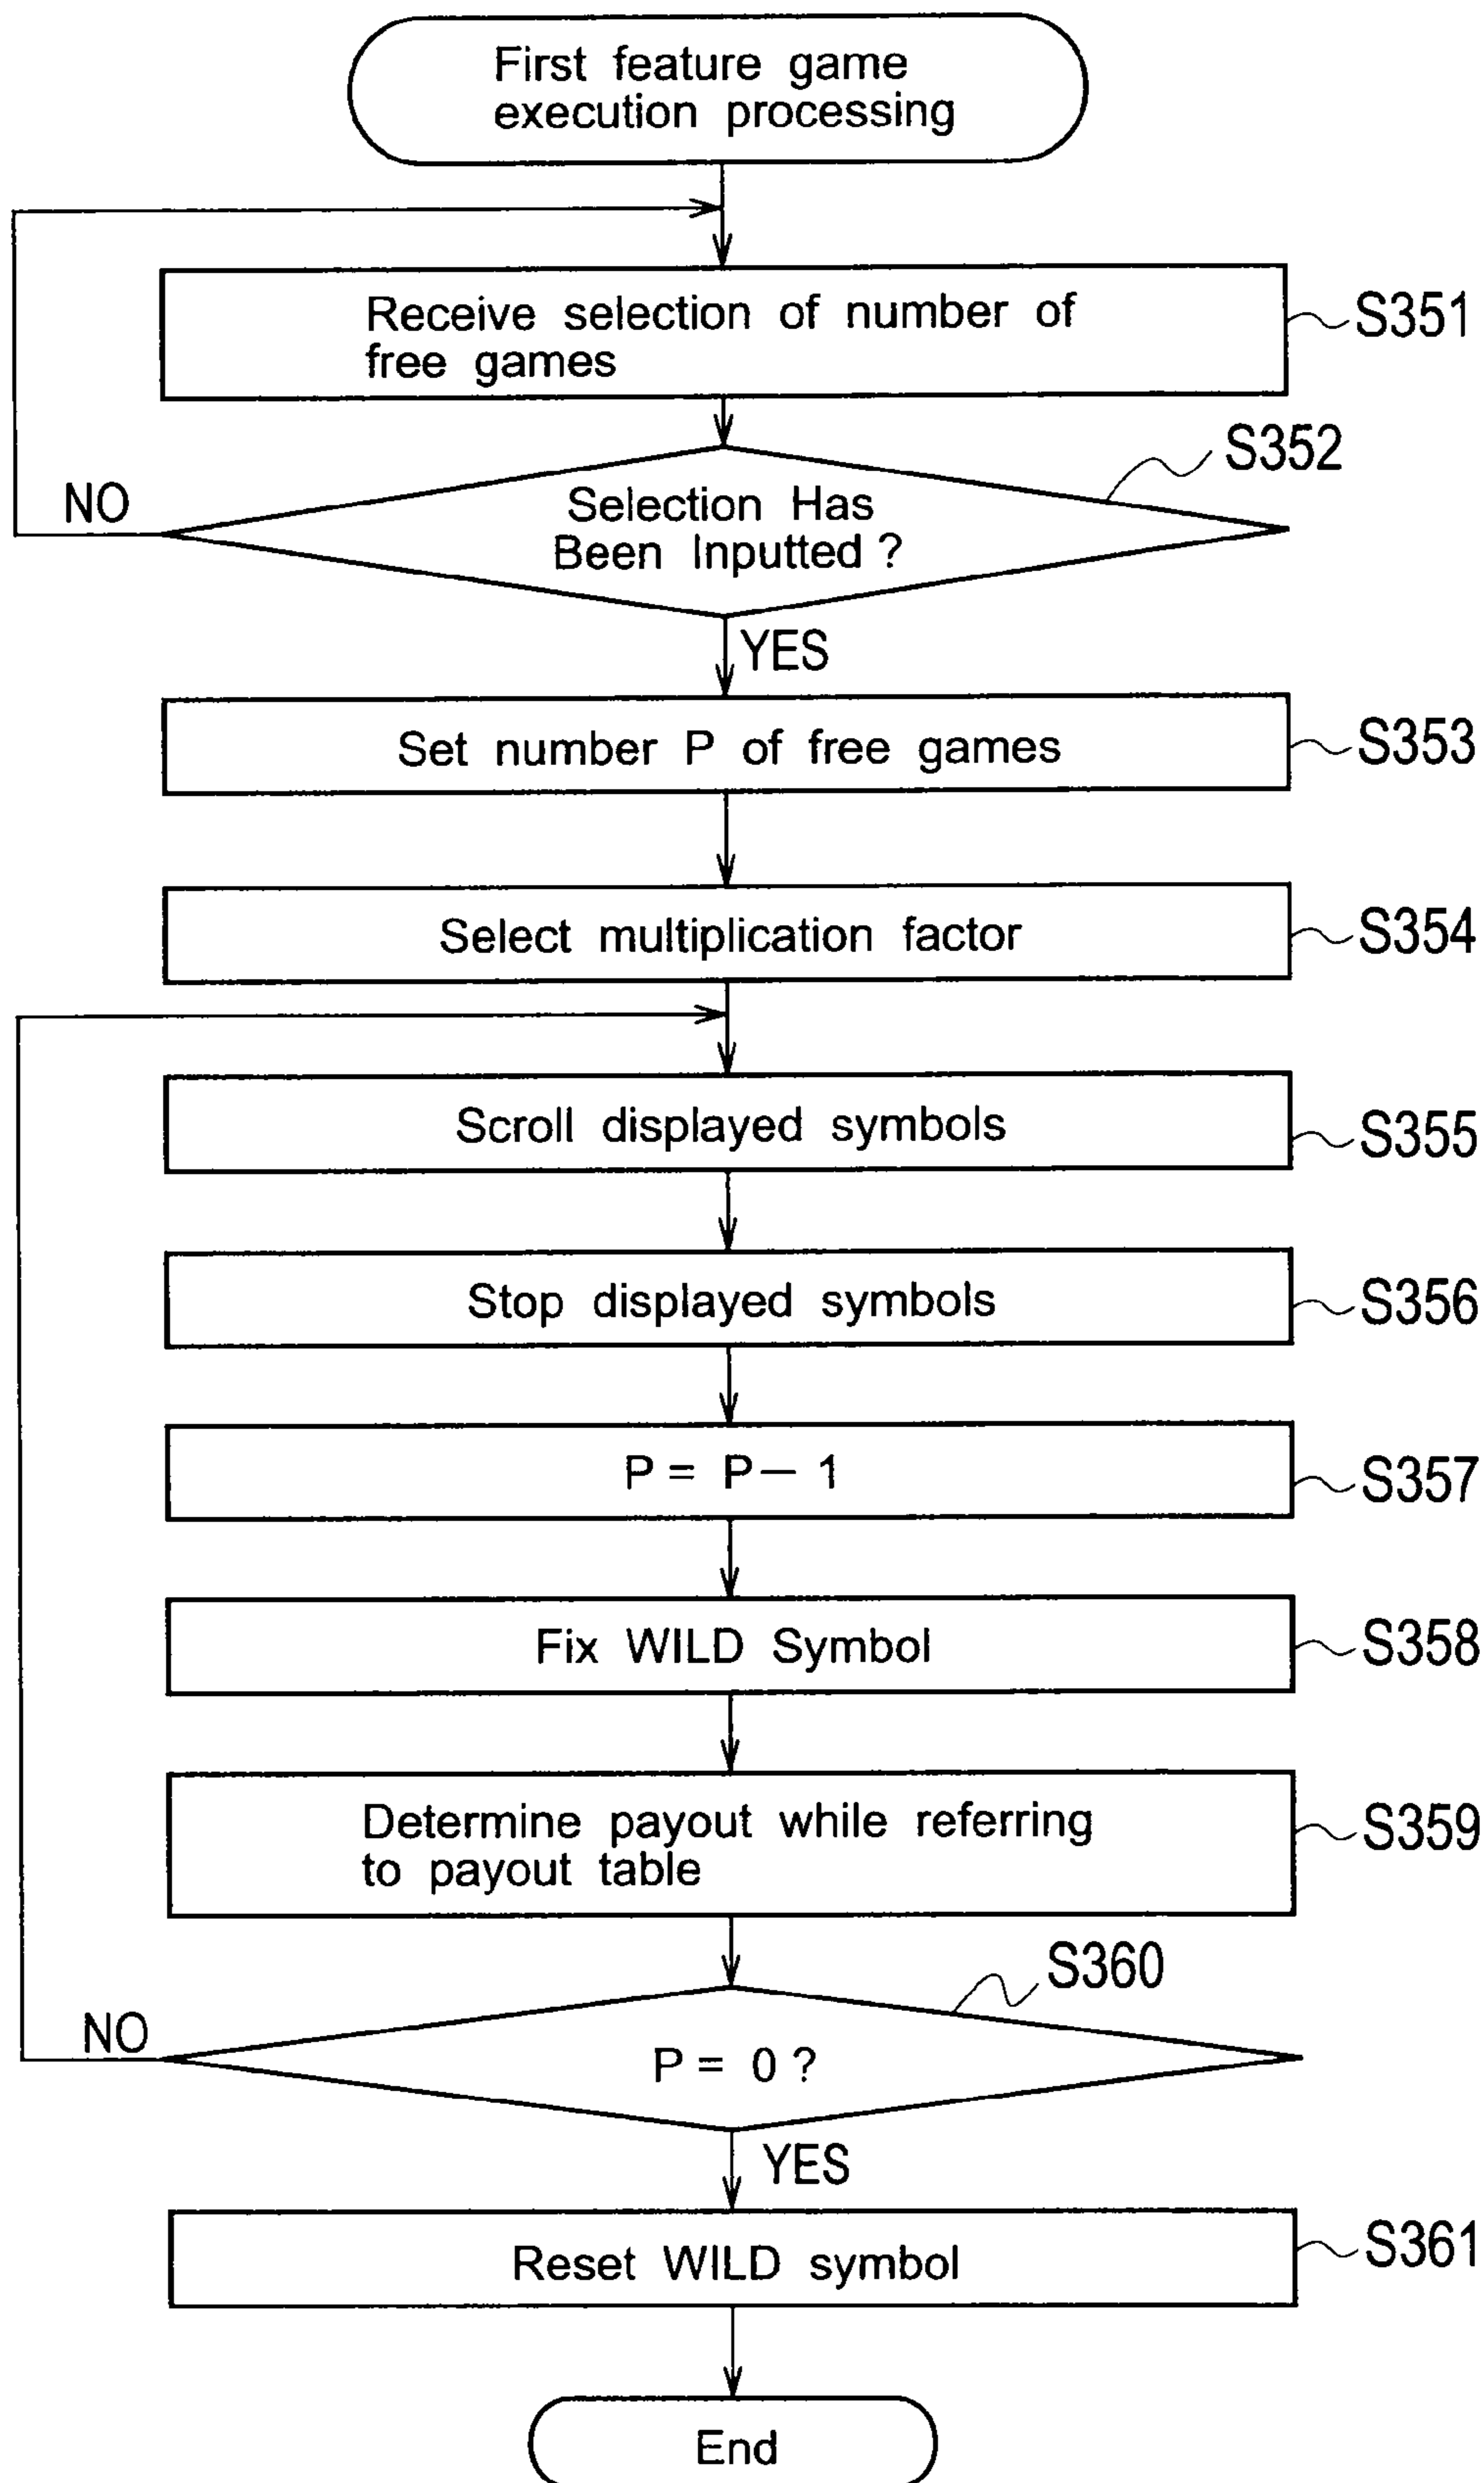 First feature game
execution processing
Receive selection of number of
free games
S351
S352
NO
Selection Has
Been Inputted ?
YES
Set number P of free games
S353
Select multiplication factor
S354
Scroll displayed symbols
S355
Stop displayed symbols
S356
P = P − 1
S357
Fix WILD Symbol
S358
Determine payout while referring
to payout table
S359
S360
NO
P = 0 ?
YES
Reset WILD symbol
S361
End